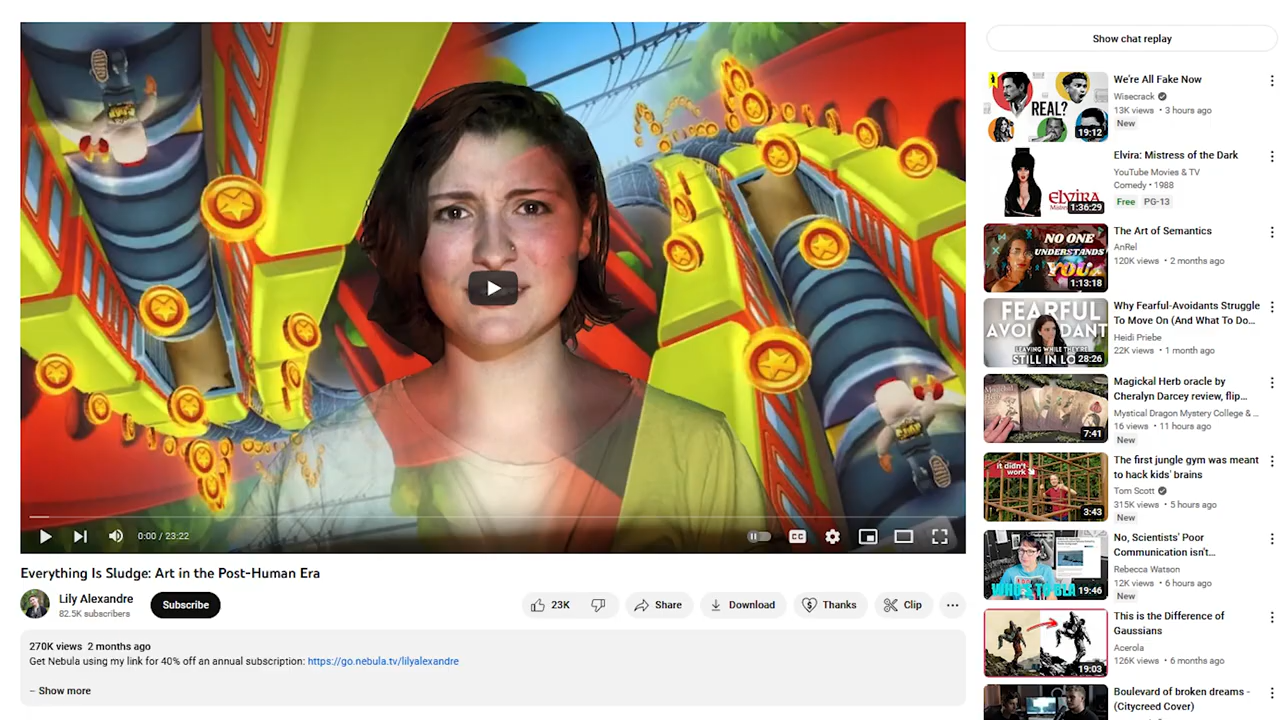 0:00 / 23:22
CC
Everything Is Sludge: Art in the Post-Human Era
Lily Alexandre
82.5K subscribers
Subscribe
23K
Share
Download
Thanks
Clip
270K views 2 months ago
Get Nebula using my link for 40% off an annual subscription: https://go.nebula.tv/lilyalexandre
– Show more
Show chat replay
REAL?
19:12
We're All Fake Now
Wisecrack
13K views • 3 hours ago
New
ELVIRA
1:36:29
Elvira: Mistress of the Dark
YouTube Movies & TV
Comedy • 1988
Free PG-13
NO ONE
UNDERSTANDS
YOU
1:13:18
The Art of Semantics
AnRel
120K views • 2 months ago
FEARFUL
AVOIDANT
LEAVING WHILE THEY'RE
STILL IN LO
28:26
Why Fearful-Avoidants Struggle
To Move On (And What To Do...
Heidi Priebe
22K views • 1 month ago
7:41
Magickal Herb oracle by
Cheralyn Darcey review, flip...
Mystical Dragon Mystery College & ...
16 views • 11 hours ago
New
it didn't
work
3:43
The first jungle gym was meant
to hack kids' brains
Tom Scott
315K views • 5 hours ago
New
WHO'S TO BLA
19:46
No, Scientists' Poor
Communication isn't...
Rebecca Watson
12K views • 6 hours ago
New
19:03
This is the Difference of
Gaussians
Acerola
126K views • 6 months ago
Boulevard of broken dreams -
(Citycreed Cover)